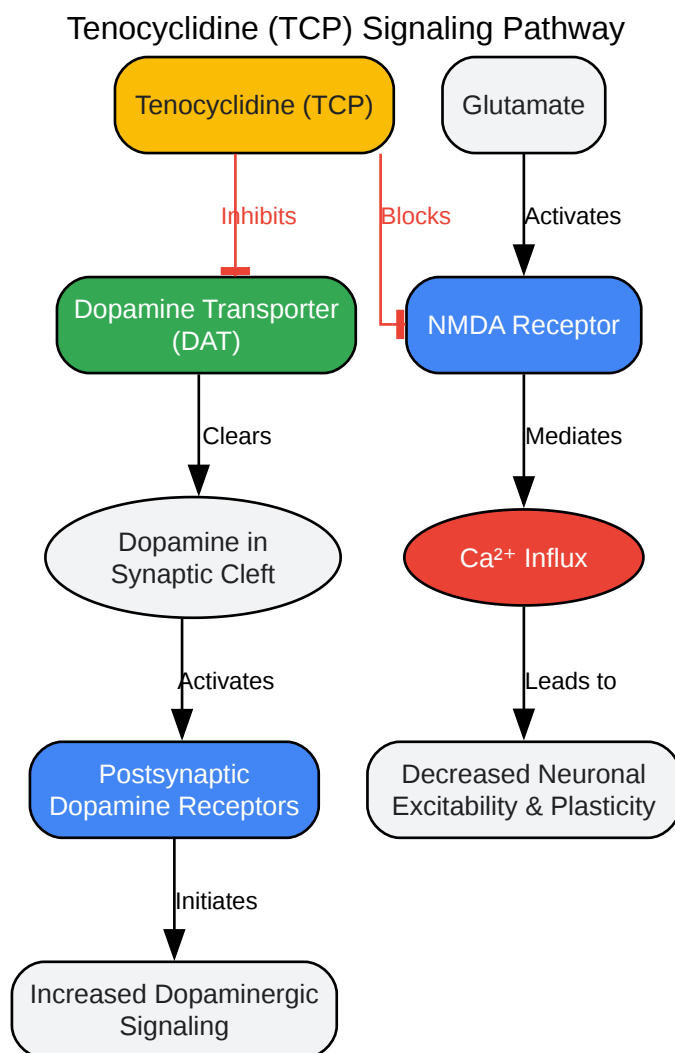 Tenocyclidine (TCP) Signaling Pathway
Tenocyclidine (TCP)
Glutamate
Inhibits
Blocks
Activates
Dopamine Transporter
(DAT)
NMDA Receptor
Clears
Mediates
Dopamine in
Synaptic Cleft
Ca²⁺ Influx
Activates
Leads to
Postsynaptic
Dopamine Receptors
Decreased Neuronal
Excitability & Plasticity
Initiates
Increased Dopaminergic
Signaling